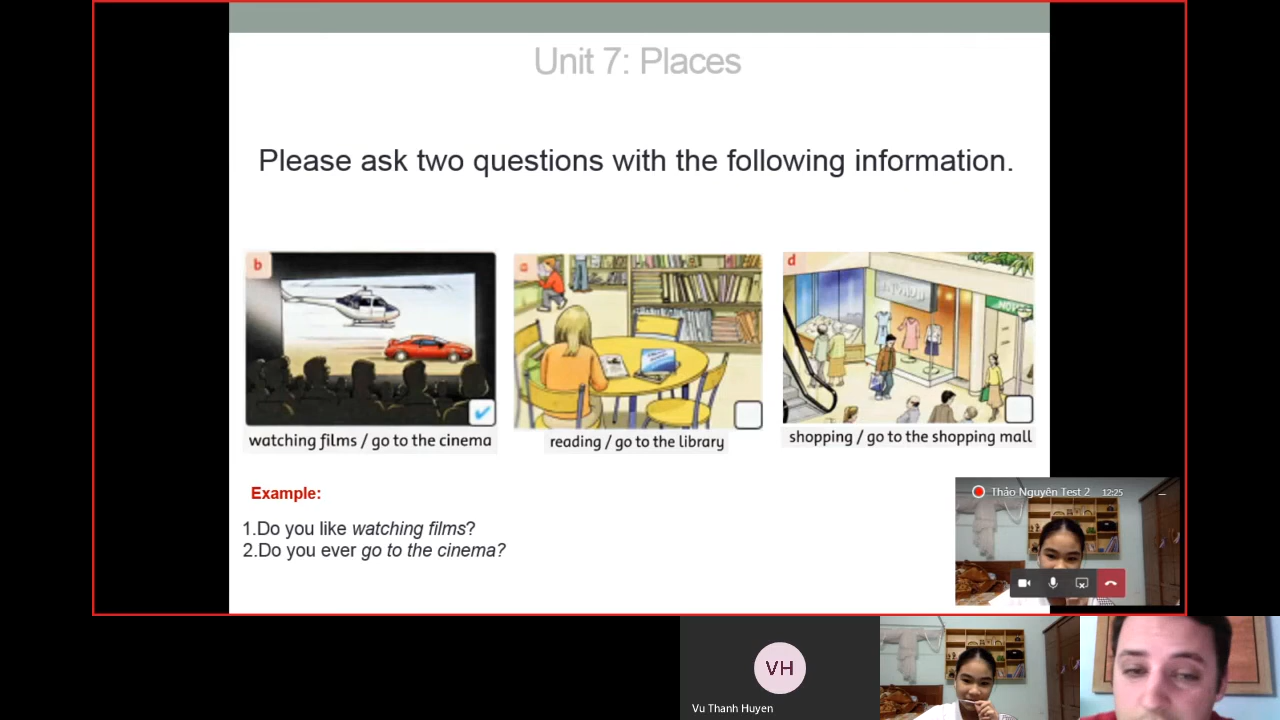 Unit 7: Places
Please ask two questions with the following information.
b
a
d
watching films / go to the cinema
reading / go to the library
shopping / go to the shopping mall
Example:
1.Do you like watching films?
2.Do you ever go to the cinema?
Thảo Nguyên Test 2 12:25
VH
Vu Thanh Huyen